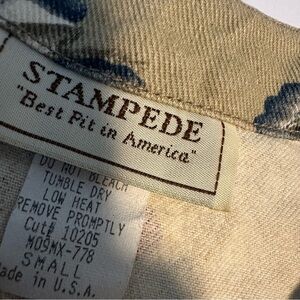 STAMPEDE
"Best Fit in America"
DO NOT BLEACH
TUMBLE DRY
LOW HEAT
REMOVE PROMPTLY
Cut# 10205
MO9MX-778
SMALL
Made in U.S.A.